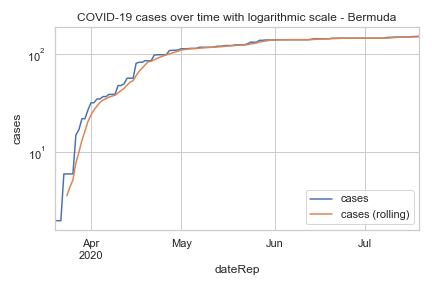 COVID-19 cases over time with logarithmic scale - Bermuda
cases
10²
10¹
cases
cases (rolling)
Apr
2020
May
Jun
Jul
dateRep